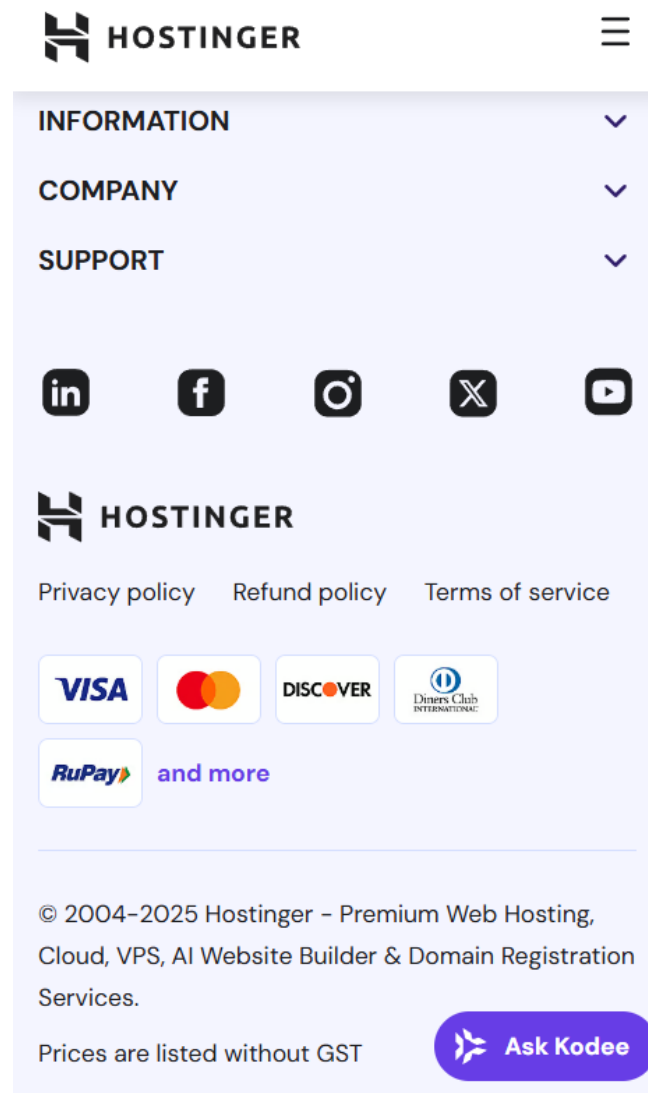 HOSTINGER
INFORMATION
COMPANY
SUPPORT
in
f
X
HOSTINGER
Privacy policy Refund policy Terms of service
VISA DISCOVER Diners Club
INTERNATIONAL
RuPay and more
© 2004-2025 Hostinger - Premium Web Hosting,
Cloud, VPS, AI Website Builder & Domain Registration
Services.
Prices are listed without GST
Ask Kodee